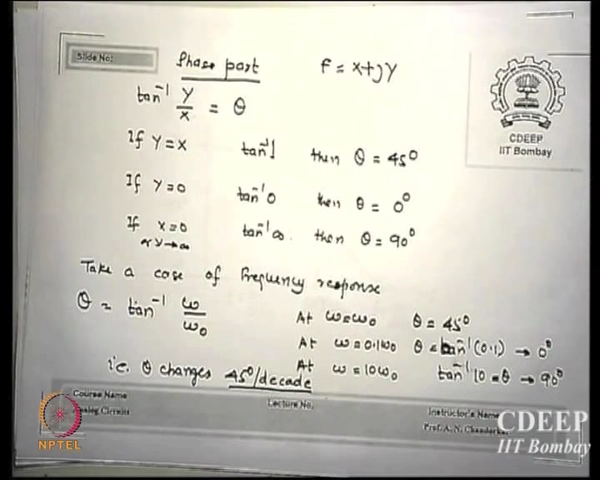 Slide No:
Phase part F = x+jy
tan⁻¹ Y/X = θ
If Y=X tan⁻¹1 then θ = 45°
If Y=0 tan⁻¹0 then θ = 0°
If X=0 tan⁻¹∞ then θ = 90°
or Y→∞
Take a case of Frequency response
θ = tan⁻¹ ω/ω₀
At ω=ω₀ θ = 45°
At ω=0.1ω₀ θ = tan⁻¹(0.1) → 0°
At ω=10ω₀ tan⁻¹10=θ → 90°
i.e. θ changes 45°/decade
CDEEP
IIT Bombay
Course Name
Analog Circuits
Lecture No.
Instructor's Name
Prof. A. N. Chandorkar
NPTEL
CDEEP
IIT Bombay